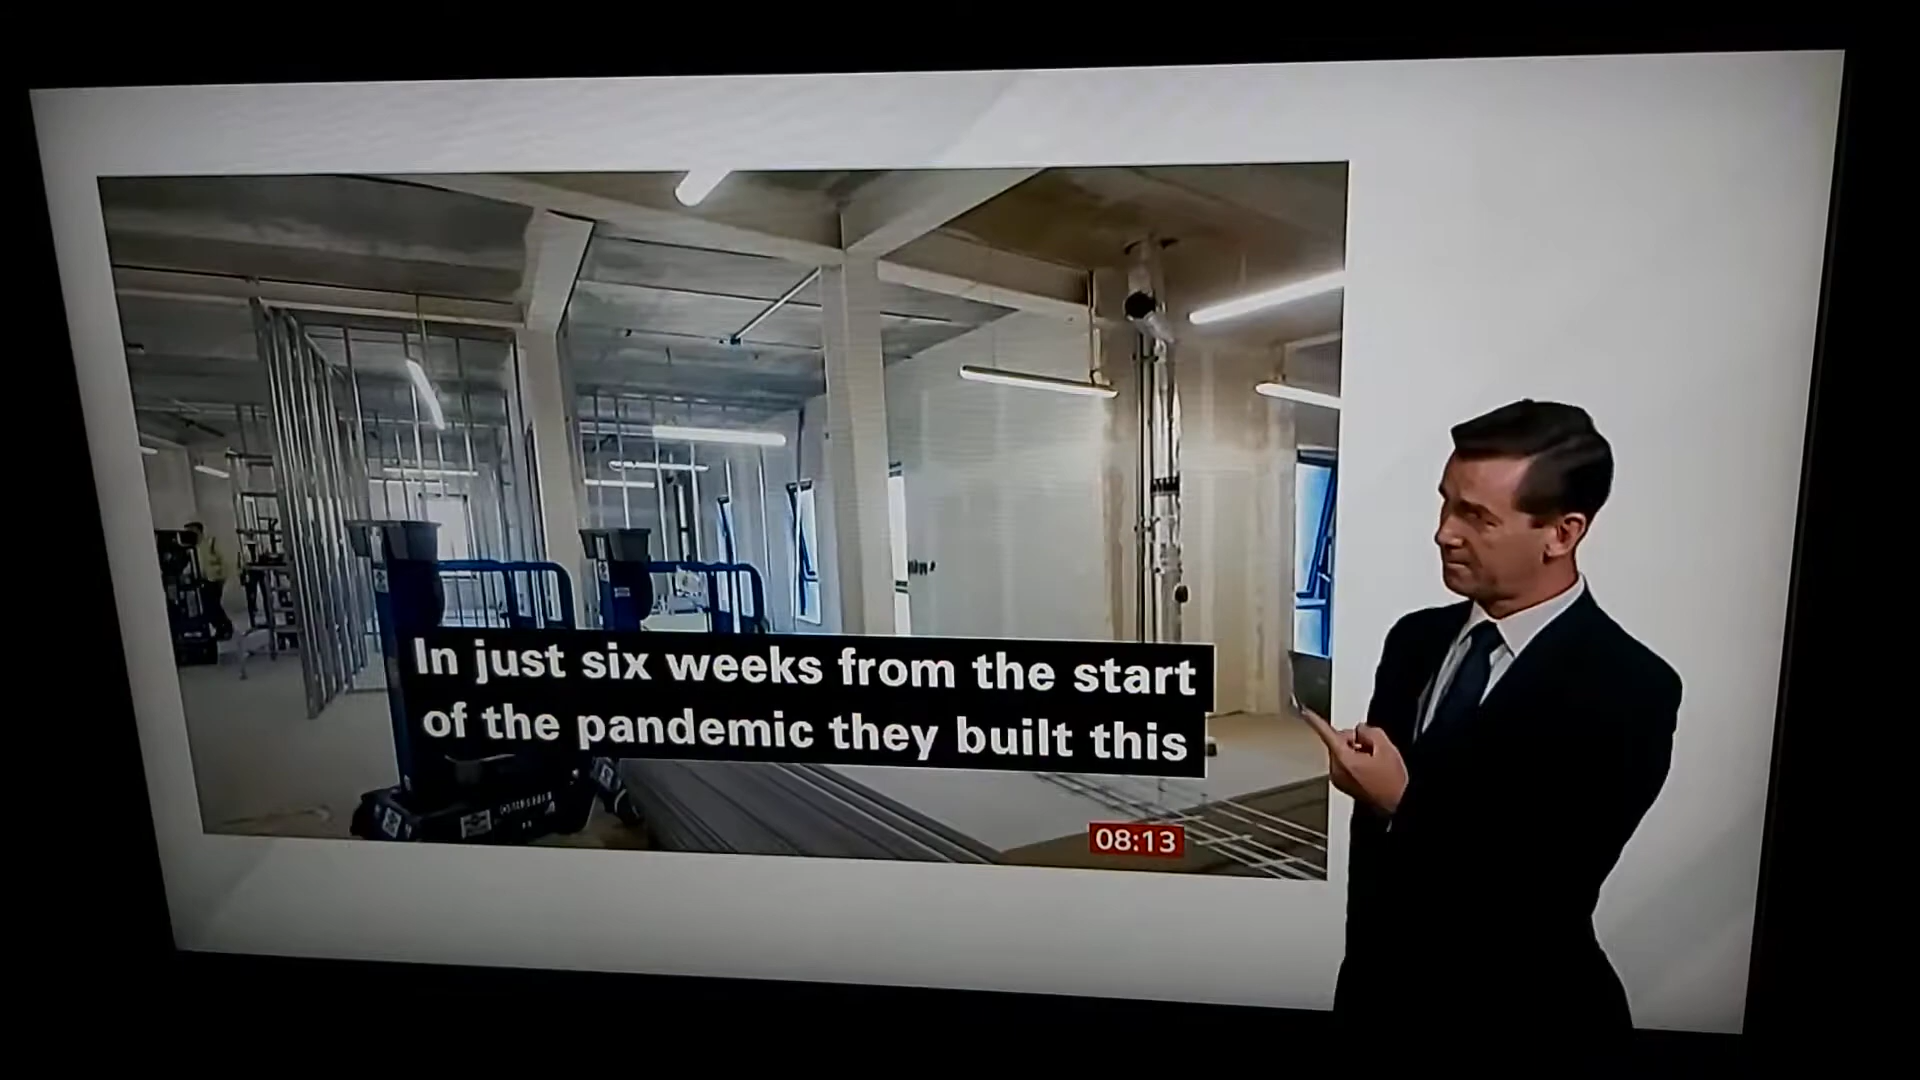 In just six weeks from the start
of the pandemic they built this
08:13